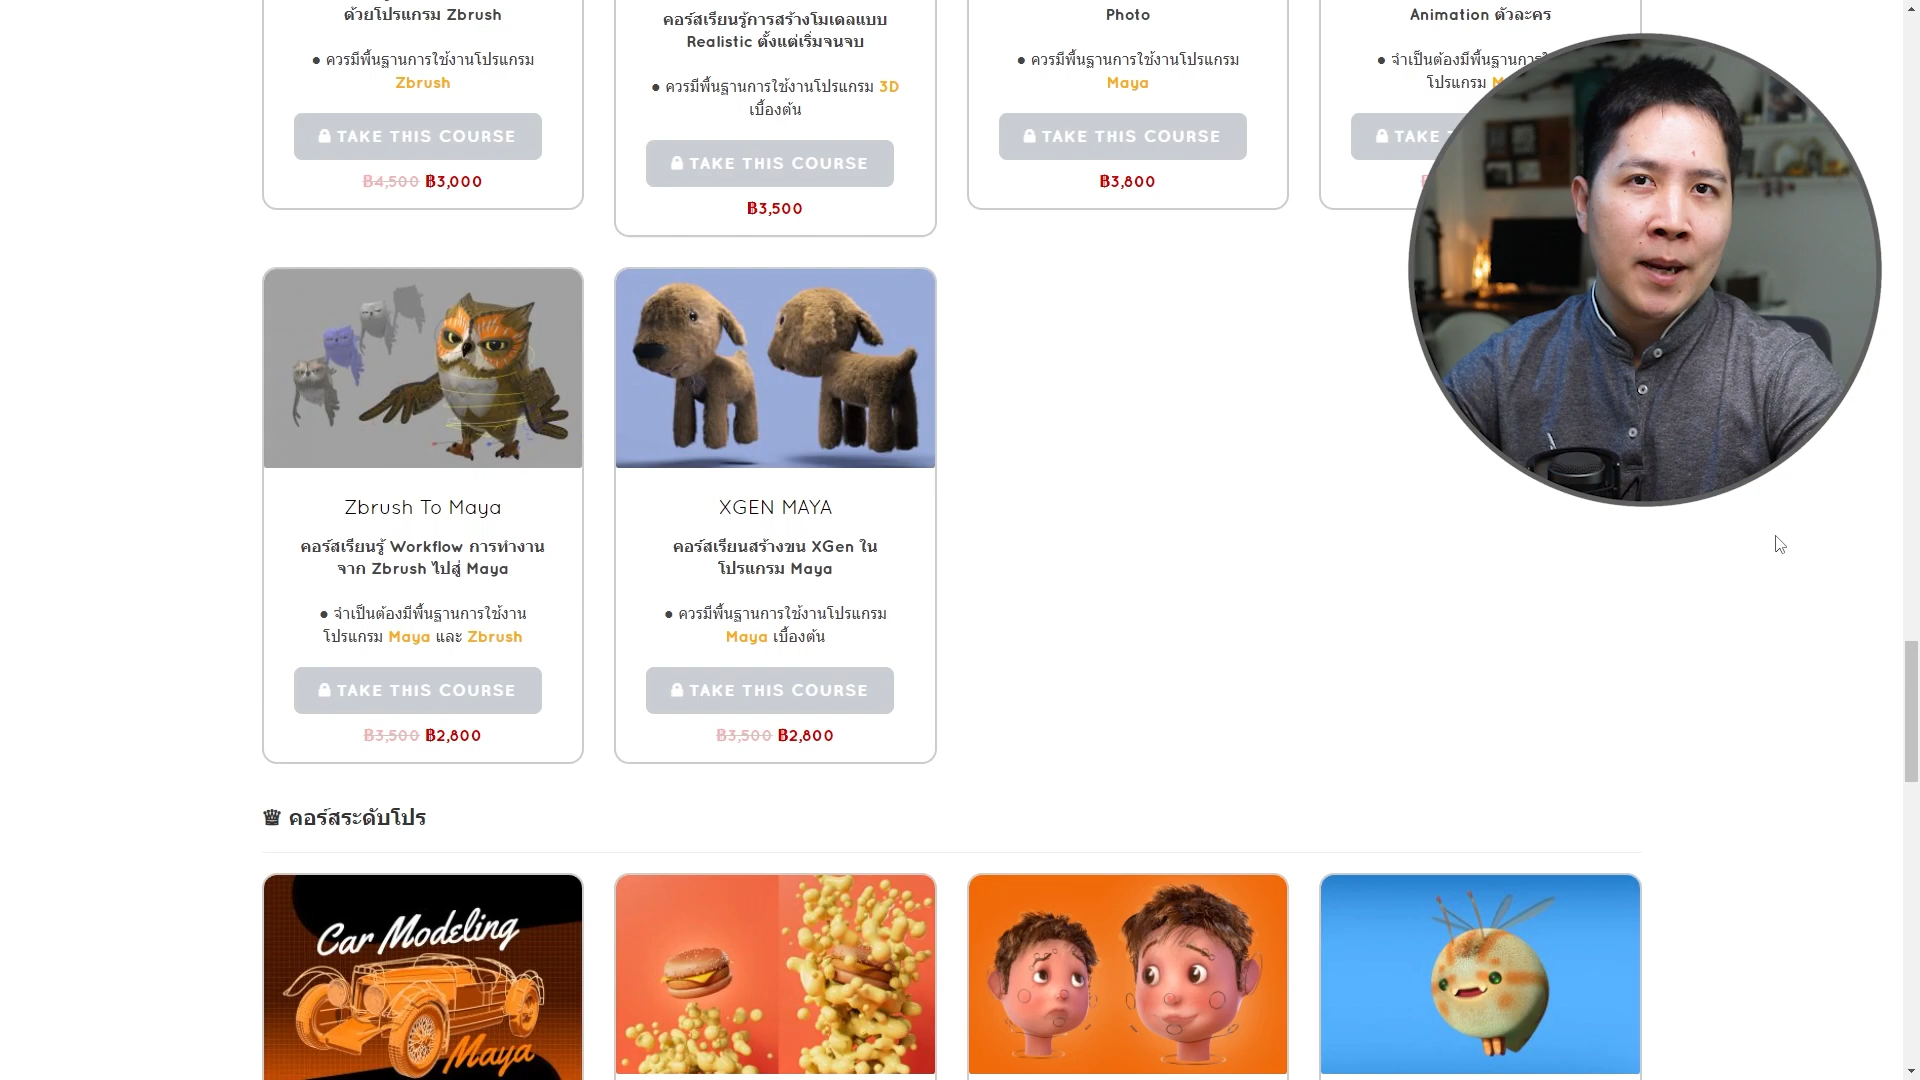 ด้วยโปรแกรม Zbrush
● ควรมีพื้นฐานการใช้งานโปรแกรม
Zbrush
TAKE THIS COURSE
฿4,500 ฿3,000
คอร์สเรียนรู้การสร้างโมเดลแบบ
Realistic ตั้งแต่เริ่มจนจบ
● ควรมีพื้นฐานการใช้งานโปรแกรม 3D
เบื้องต้น
TAKE THIS COURSE
฿3,500
Photo
● ควรมีพื้นฐานการใช้งานโปรแกรม
Maya
TAKE THIS COURSE
฿3,800
Animation ตัวละคร
● จำเป็นต้องมีพื้นฐานการ
โปรแกรม
TAKE
Zbrush To Maya
คอร์สเรียนรู้ Workflow การทำงาน
จาก Zbrush ไปสู่ Maya
● จำเป็นต้องมีพื้นฐานการใช้งาน
โปรแกรม Maya และ Zbrush
TAKE THIS COURSE
฿3,500 ฿2,800
XGEN MAYA
คอร์สเรียนสร้างขน XGen ใน
โปรแกรม Maya
● ควรมีพื้นฐานการใช้งานโปรแกรม
Maya เบื้องต้น
TAKE THIS COURSE
฿3,500 ฿2,800
คอร์สระดับโปร
Car Modeling
Maya